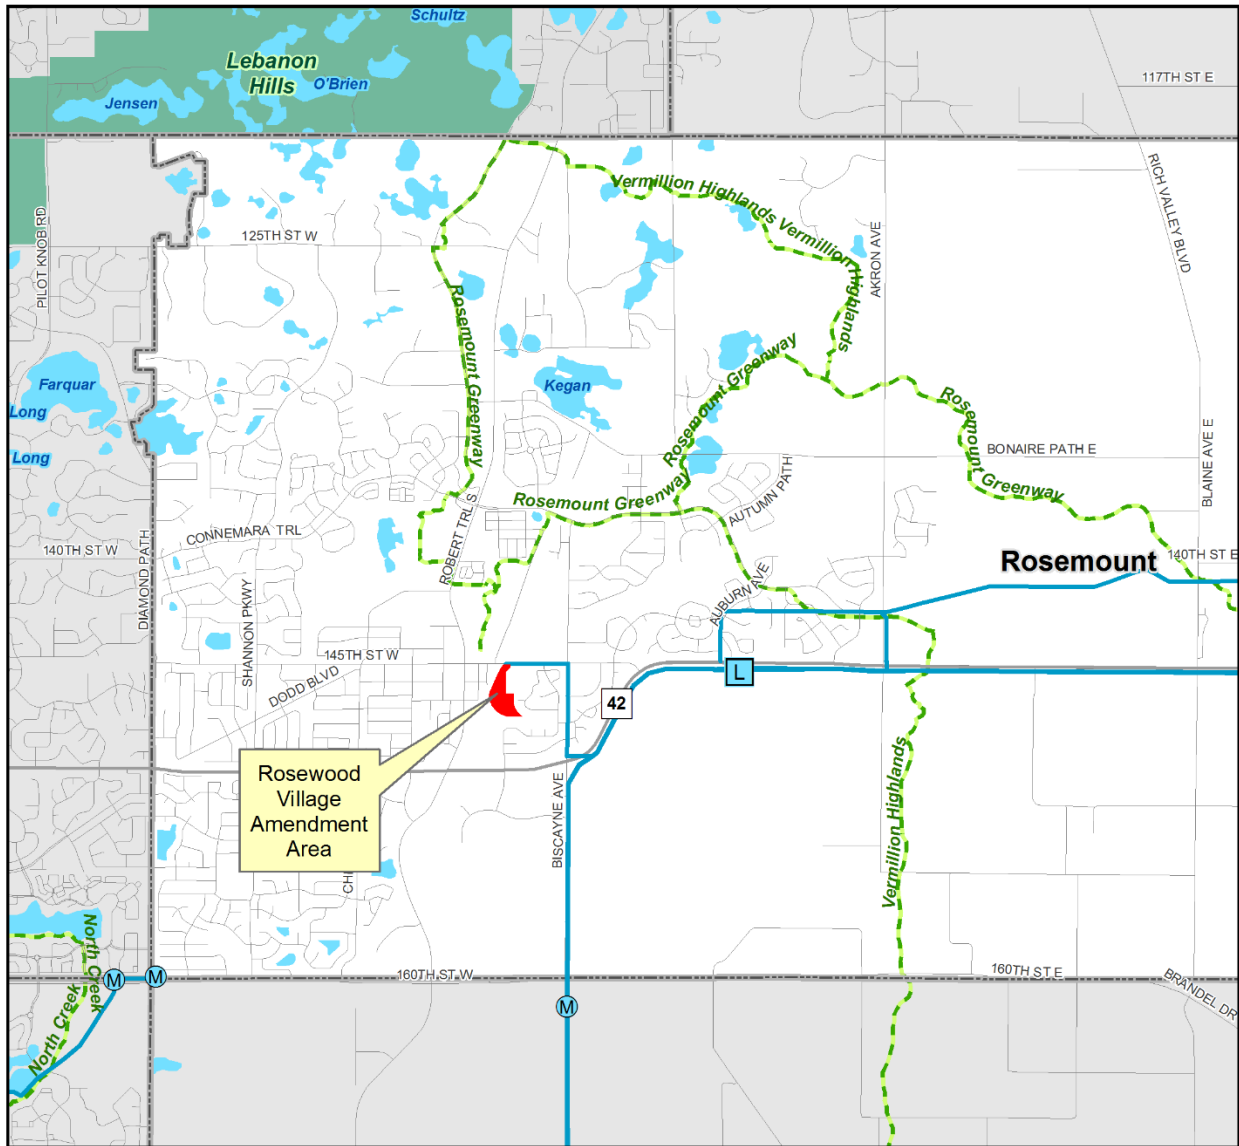 Schultz
Lebanon
Hills
O'Brien
Jensen
117TH ST E
RICH VALLEY BLVD
Vermillion Highlands Vermillion Highlands
PILOT KNOB RD
125TH ST W
AKRON AVE
Rosemount Greenway
Rosemount Greenway
Farquar
Kegan
Long
Long
Rosemount Greenway
BONAIRE PATH E
BLAINE AVE E
Rosemount Greenway
AUTUMN PATH
ROBERT TRL S
CONNEMARA TRL
140TH ST W
DIAMOND PATH
Rosemount
140TH ST E
SHANNON PKWY
AUBURN AVE
145TH ST W
DODD BLVD
L
42
Rosewood
Village
Amendment
Area
BISCAYNE AVE
Vermillion Highlands
North Creek
North Creek
M
M
160TH ST W
160TH ST E
M
BRANDEL DR